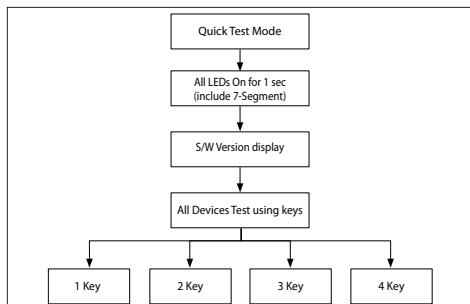 Quick Test Mode
All LEDs On for 1 sec
(include 7-Segment)
S/W Version display
All Devices Test using keys
1 Key
2 Key
3 Key
4 Key